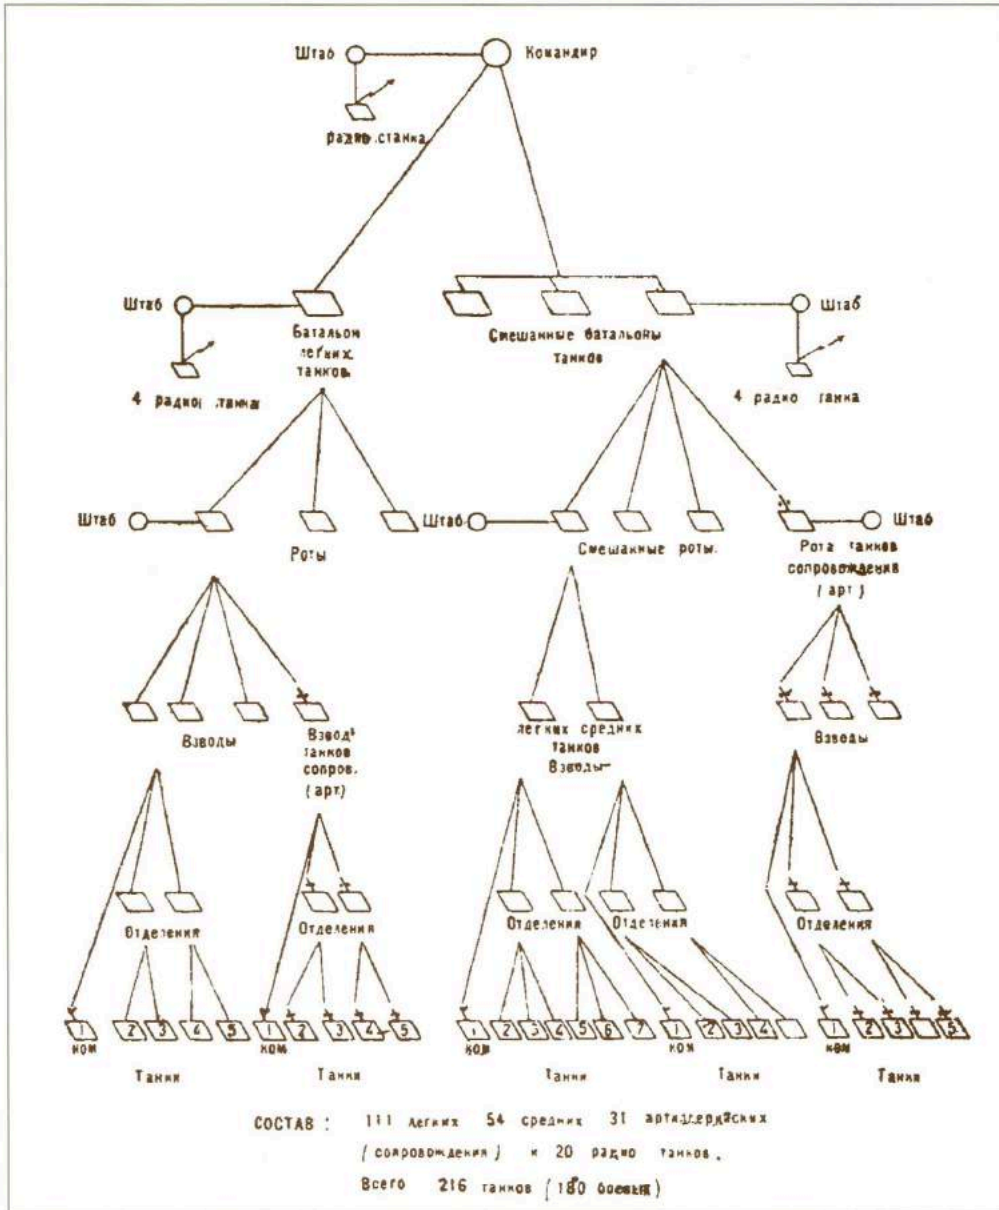 Штаб
Командир
радио.станка
Штаб
Штаб
Батальон
легких
танков.
Смешанные батальоны
танков
4 радио танка
4 радио танка
Штаб
Штаб
Штаб
Роты
Смешанные роты.
Рота танков
сопровождения
(арт)
Взводы
Взвод
танков
сопров.
(арт)
легких средних
танков
Взводы
Взводы
Отделения
Отделения
Отделения
Отделения
Отделения
1 2 3 4 5
1 2 3 4 5
1 2 3 4 5 6 7
1 2 3 4
1 2 3 5
ком
ком
ком
ком
ком
Танки
Танки
Танки
Танки
Танки
СОСТАВ : 111 легких 54 средних 31 артиллерийских
(сопровождения) и 20 радио танков.
Всего 216 танков (180 боевых)